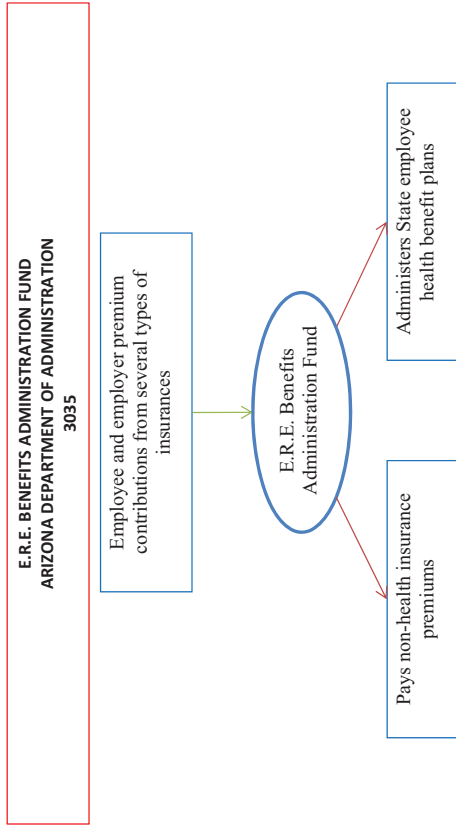 E.R.E. BENEFITS ADMINISTRATION FUND
ARIZONA DEPARTMENT OF ADMINISTRATION
3035
Employee and employer premium
contributions from several types of
insurances
E.R.E. Benefits
Administration Fund
Pays non-health insurance
premiums
Administers State employee
health benefit plans